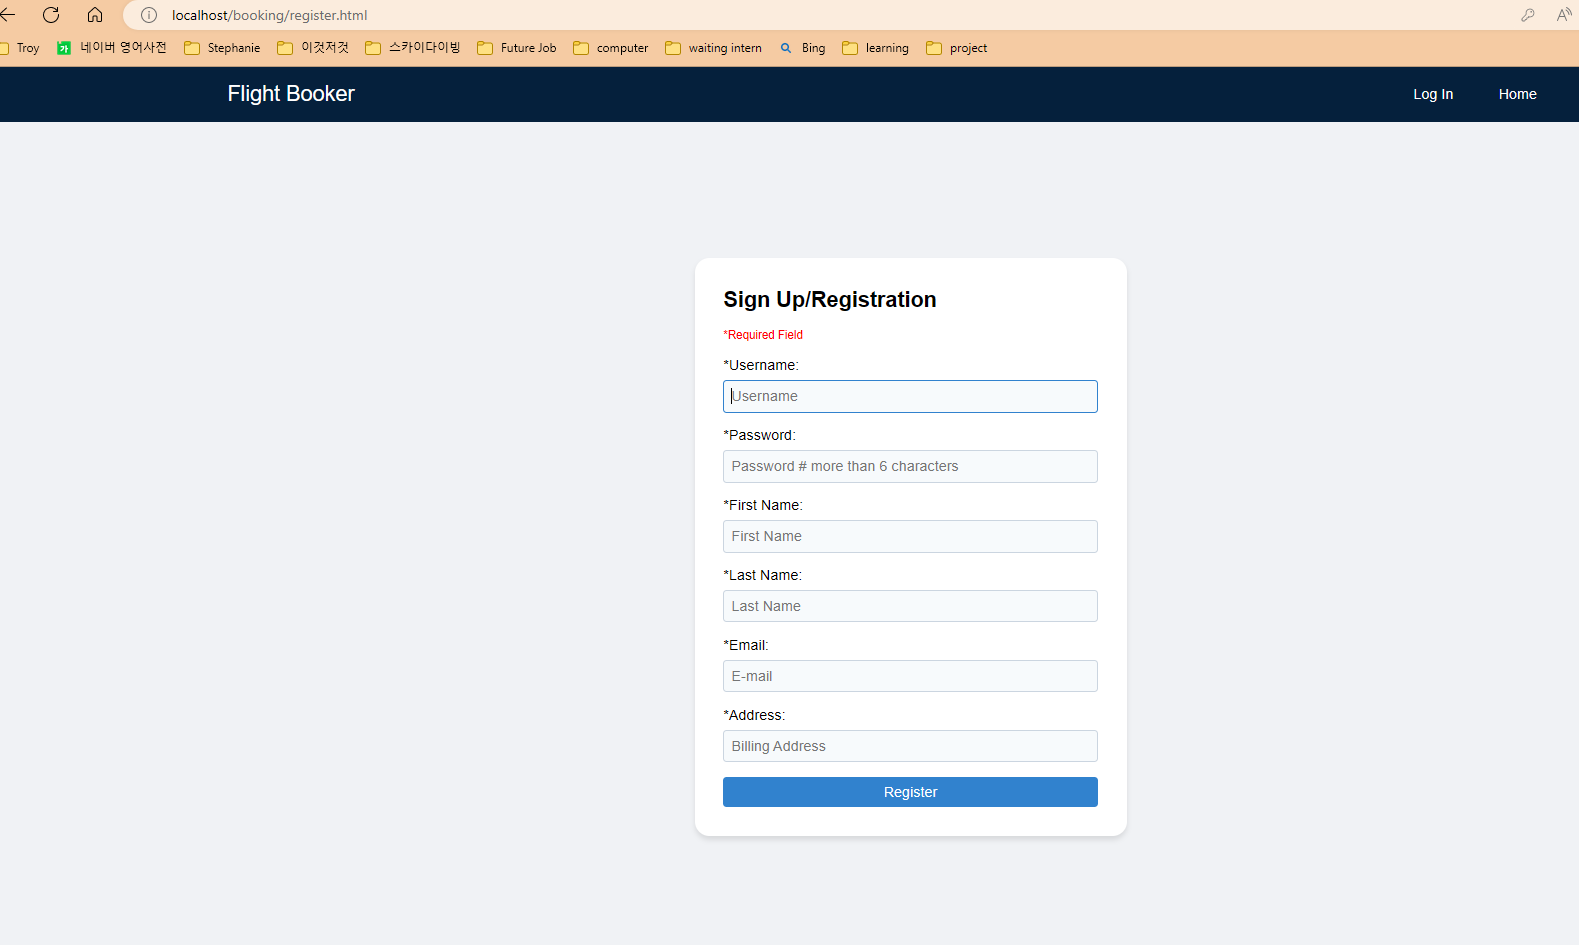 localhost/booking/register.html
Troy 네이버 영어사전 Stephanie 이것저것 스카이다이빙 Future Job computer waiting intern Bing learning project
Flight Booker Log In Home
Sign Up/Registration
*Required Field
*Username:
Username
*Password:
Password # more than 6 characters
*First Name:
First Name
*Last Name:
Last Name
*Email:
E-mail
*Address:
Billing Address
Register